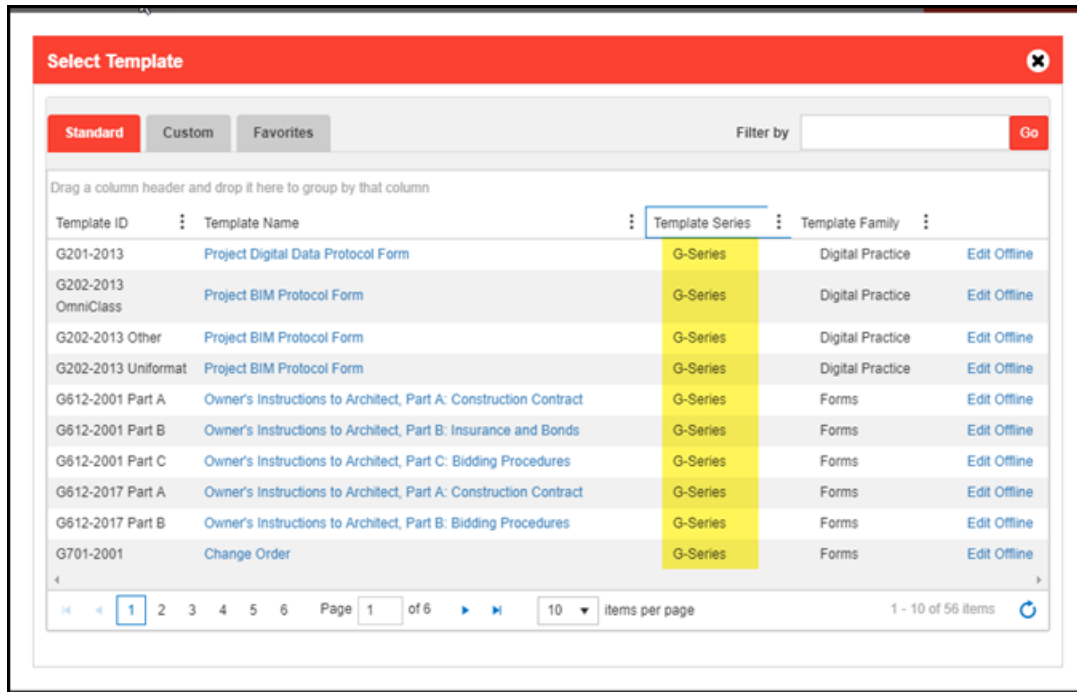 Select Template
Standard Custom Favorites Filter by Go
Drag a column header and drop it here to group by that column
Template ID Template Name Template Series Template Family
G201-2013 Project Digital Data Protocol Form G-Series Digital Practice Edit Offline
G202-2013
OmniClass Project BIM Protocol Form G-Series Digital Practice Edit Offline
G202-2013 Other Project BIM Protocol Form G-Series Digital Practice Edit Offline
G202-2013 Uniformat Project BIM Protocol Form G-Series Digital Practice Edit Offline
G612-2001 Part A Owner's Instructions to Architect, Part A: Construction Contract G-Series Forms Edit Offline
G612-2001 Part B Owner's Instructions to Architect, Part B: Insurance and Bonds G-Series Forms Edit Offline
G612-2001 Part C Owner's Instructions to Architect, Part C: Bidding Procedures G-Series Forms Edit Offline
G612-2017 Part A Owner's Instructions to Architect, Part A: Construction Contract G-Series Forms Edit Offline
G612-2017 Part B Owner's Instructions to Architect, Part B: Bidding Procedures G-Series Forms Edit Offline
G701-2001 Change Order G-Series Forms Edit Offline
1 2 3 4 5 6 Page 1 of 6 10 items per page 1 - 10 of 56 items